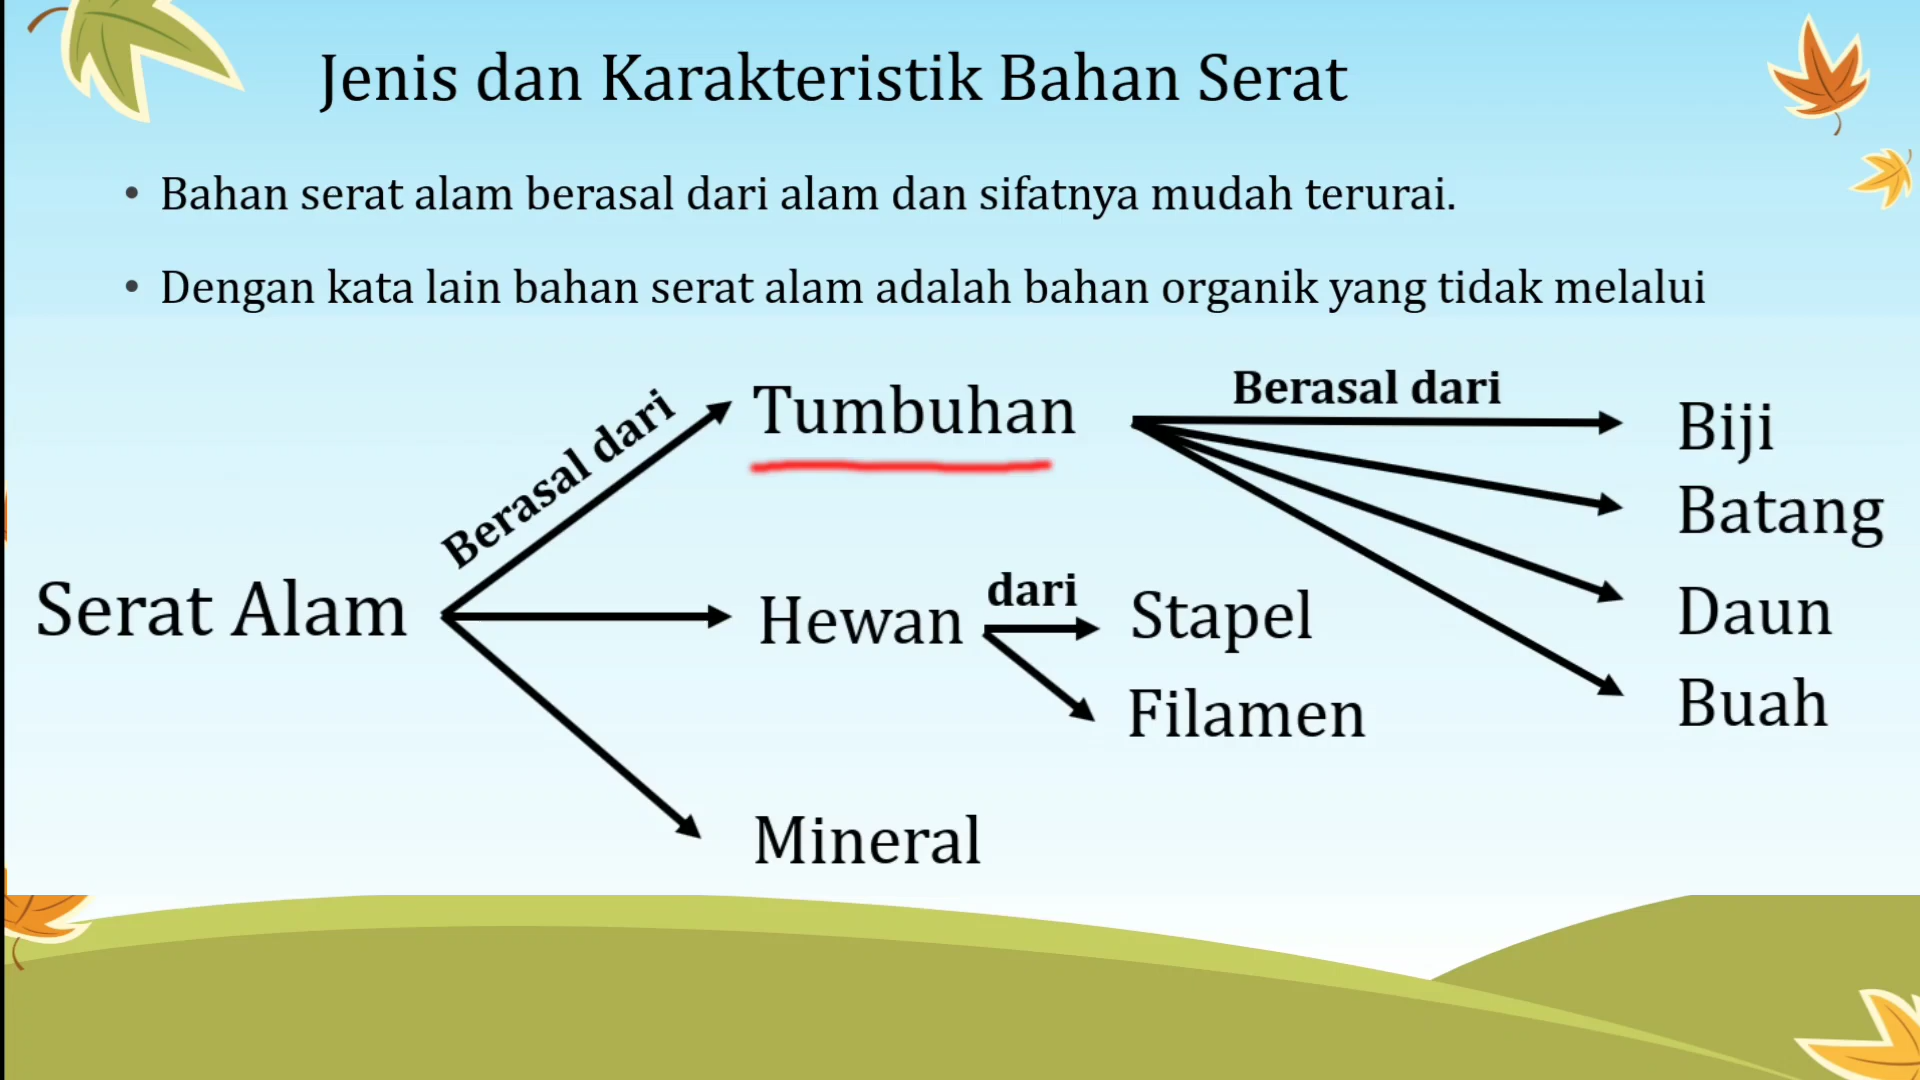 Jenis dan Karakteristik Bahan Serat
• Bahan serat alam berasal dari alam dan sifatnya mudah terurai.
• Dengan kata lain bahan serat alam adalah bahan organik yang tidak melalui
Serat Alam
Berasal dari
Tumbuhan
Berasal dari
Biji
Batang
Daun
Buah
Hewan
dari
Stapel
Filamen
Mineral